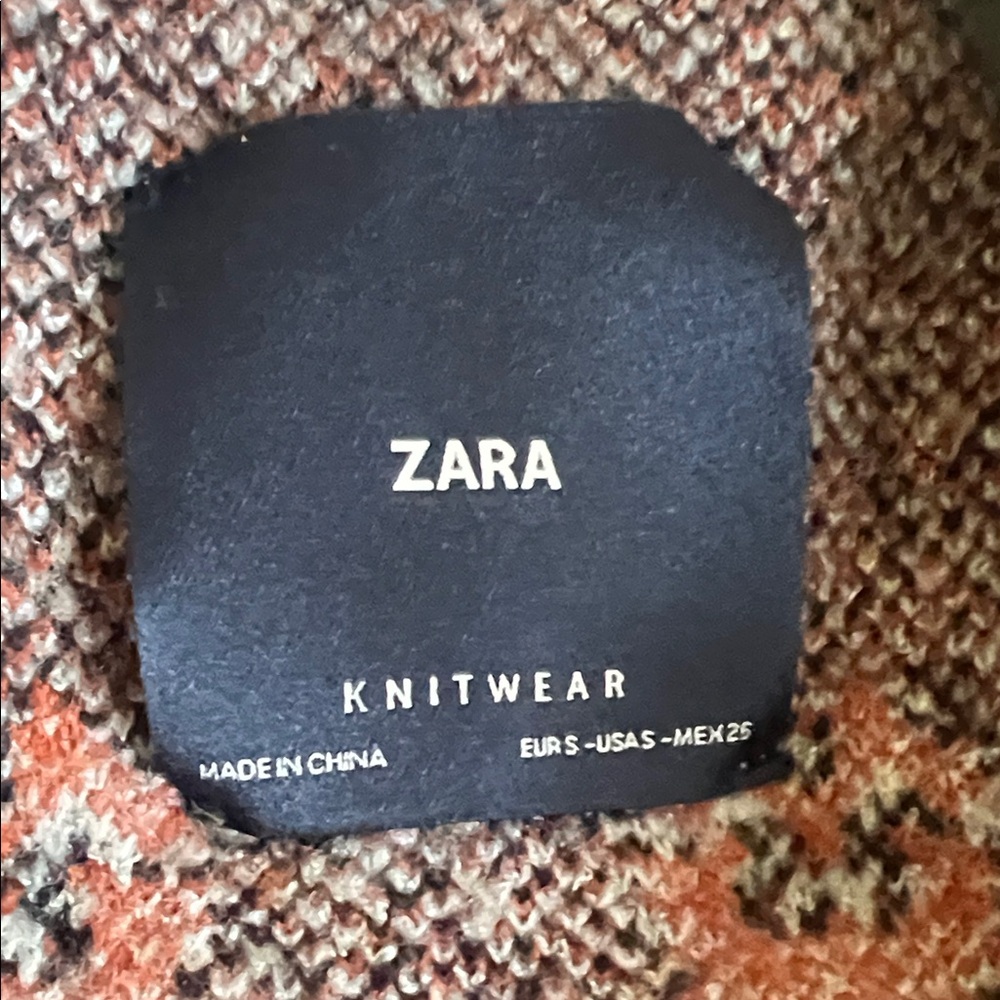 ZARA
KNITWEAR
MADE IN CHINA
EUR S - USA S - MEX 26